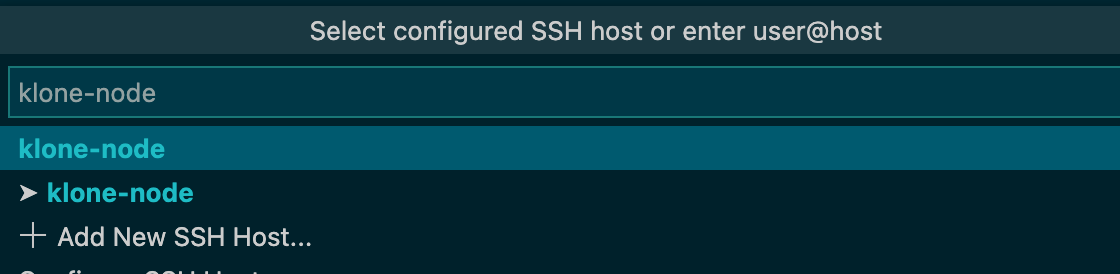 Select configured SSH host or enter user@host
klone-node
klone-node
➤ klone-node
+ Add New SSH Host...